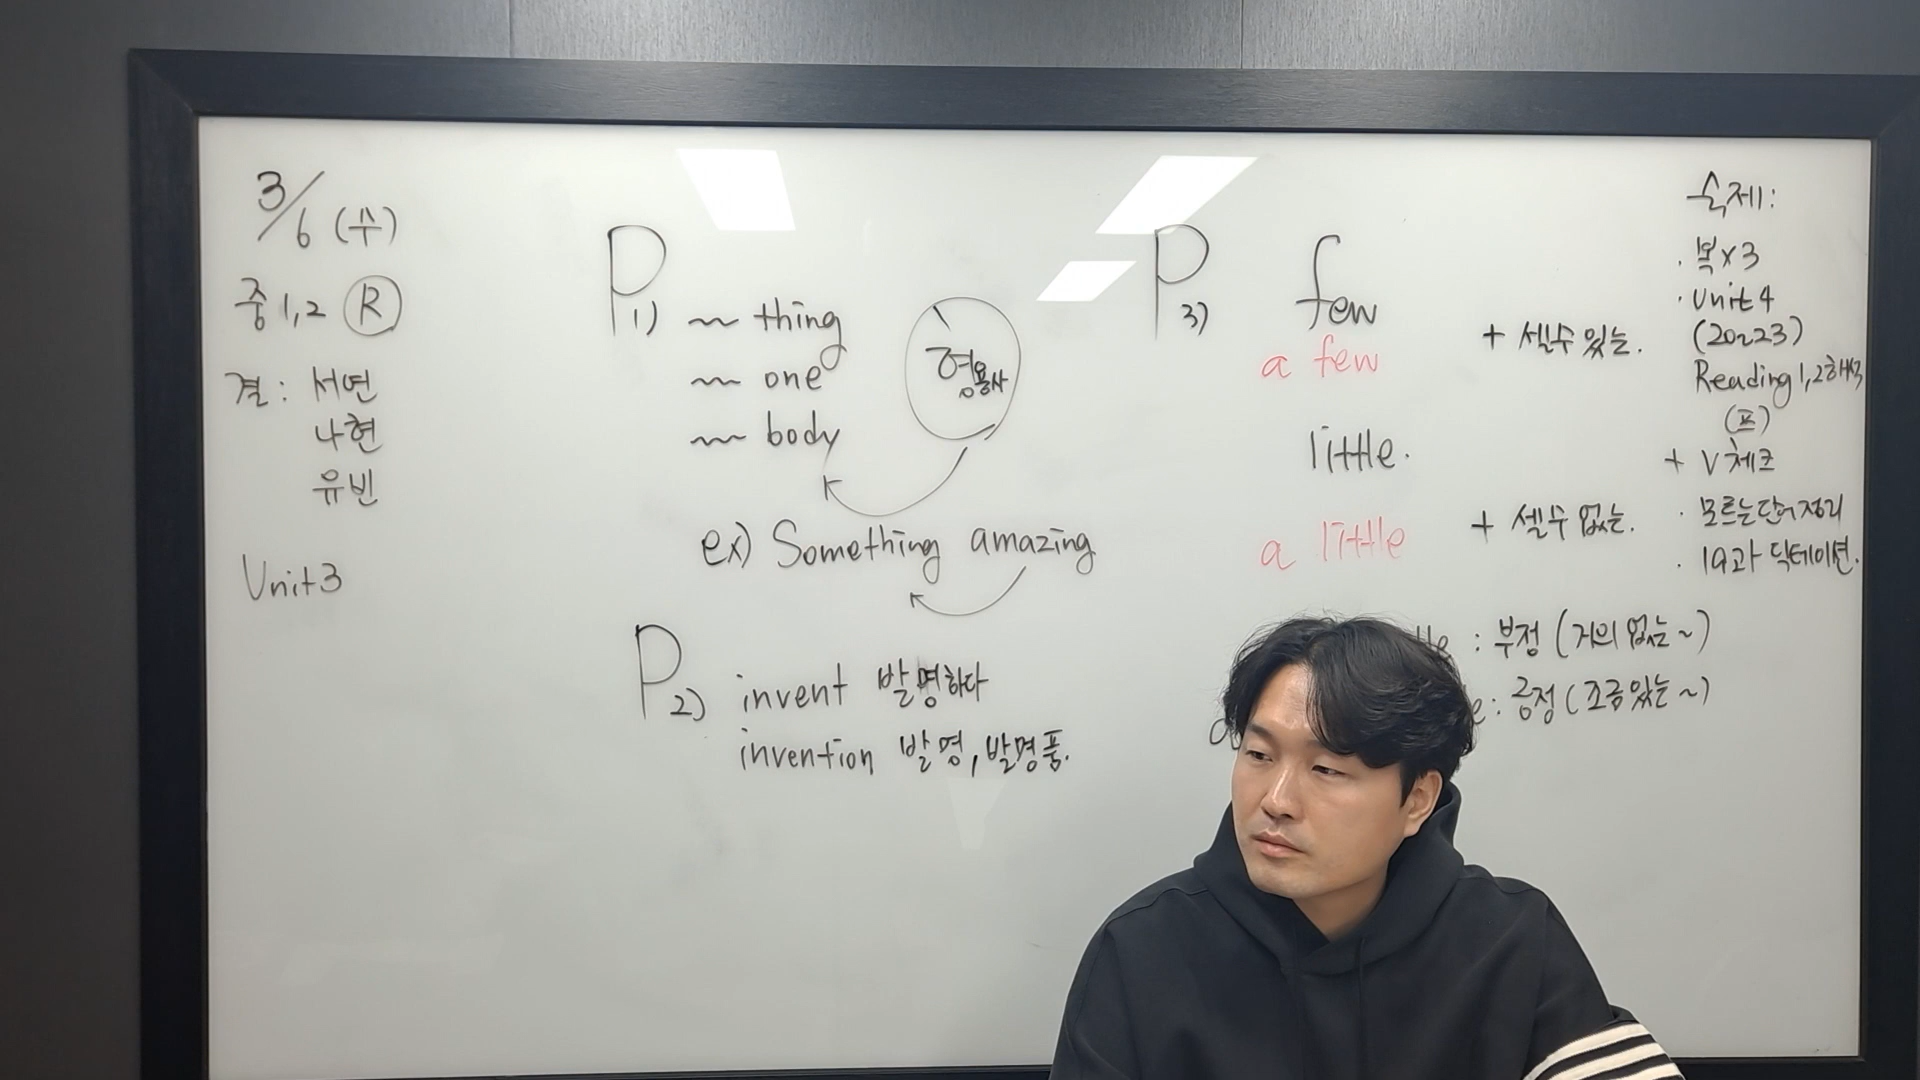 3/6 (수)
중1,2 Ⓡ
결: 서연
나현
유빈
Unit3
P1) ~ thing
~ one
~ body
형용사
ex) Something amazing
P2) invent 발명하다
invention 발명, 발명품.
P3) few
a few
+ 셀수 있는.
little.
a little
+ 셀수 없는.
: 부정 (거의 없는~)
: 긍정 (조금 있는~)
숙제:
· 복x3
· Unit 4
(20~23)
Reading 1,2 해석
(프)
+ V체크
· 모르는단어정리
· 19과 딕테이션.